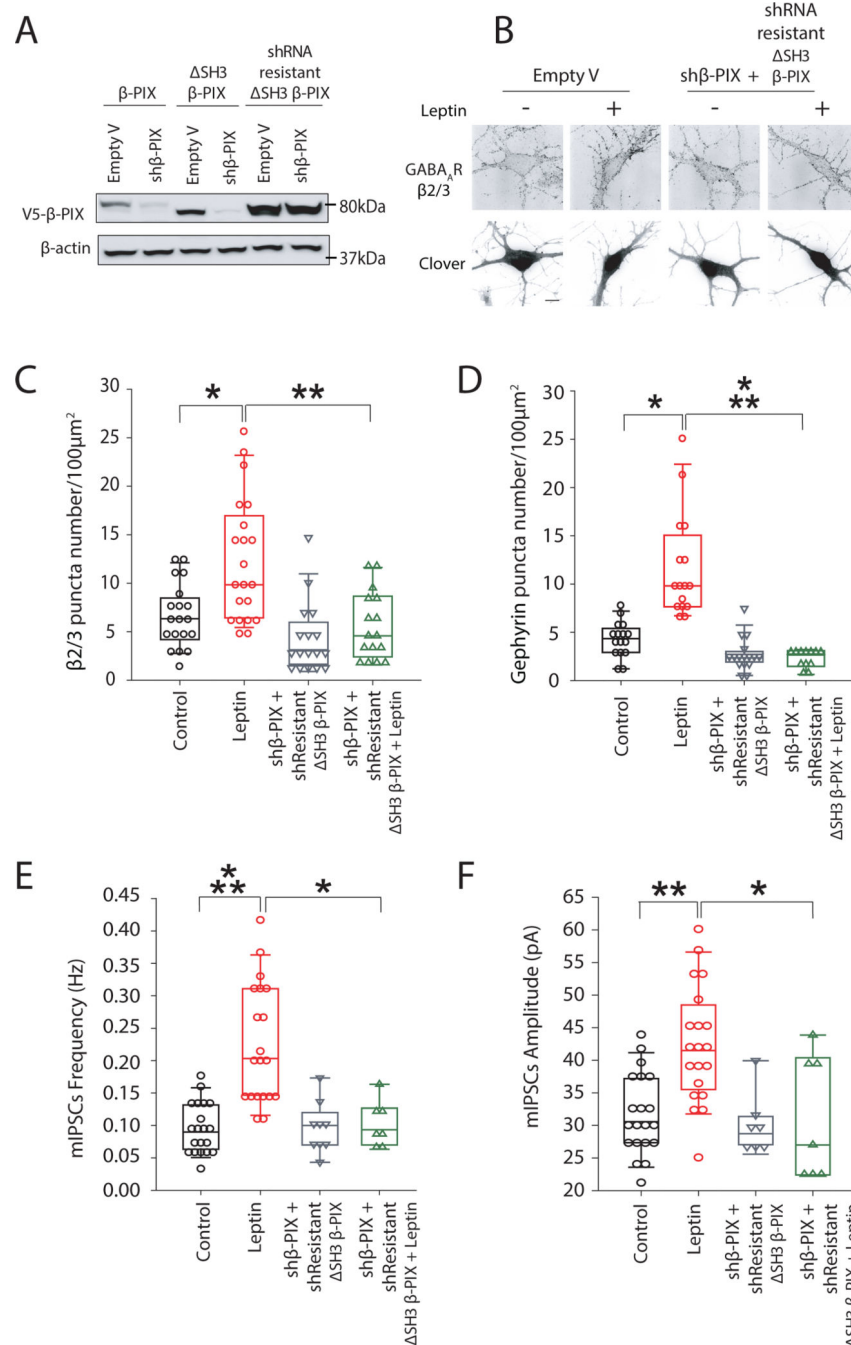 A
β-PIX
ΔSH3
β-PIX
shRNA
resistant
ΔSH3 β-PIX
Empty V
shβ-PIX
Empty V
shβ-PIX
Empty V
shβ-PIX
V5-β-PIX
80kDa
β-actin
37kDa
B
Empty V
shβ-PIX +
shRNA
resistant
ΔSH3
β-PIX
Leptin
- + - +
GABA_AR
β2/3
Clover
C
β2/3 puncta number/100μm²
30
25
20
15
10
5
0
*
**
Control
Leptin
shβ-PIX +
shResistant
ΔSH3 β-PIX
shβ-PIX +
shResistant
ΔSH3 β-PIX + Leptin
D
Gephyrin puncta number/100μm²
30
25
20
15
10
5
0
*
*
**
Control
Leptin
shβ-PIX +
shResistant
ΔSH3 β-PIX
shβ-PIX +
shResistant
ΔSH3 β-PIX + Leptin
E
mIPSCs Frequency (Hz)
0.45
0.40
0.35
0.30
0.25
0.20
0.15
0.10
0.05
0.00
*
**
*
Control
Leptin
shβ-PIX +
shResistant
ΔSH3 β-PIX
shβ-PIX +
shResistant
ΔSH3 β-PIX + Leptin
F
mIPSCs Amplitude (pA)
65
60
55
50
45
40
35
30
25
20
**
*
Control
Leptin
shβ-PIX +
shResistant
ΔSH3 β-PIX
shβ-PIX +
shResistant
ΔSH3 β-PIX + Leptin